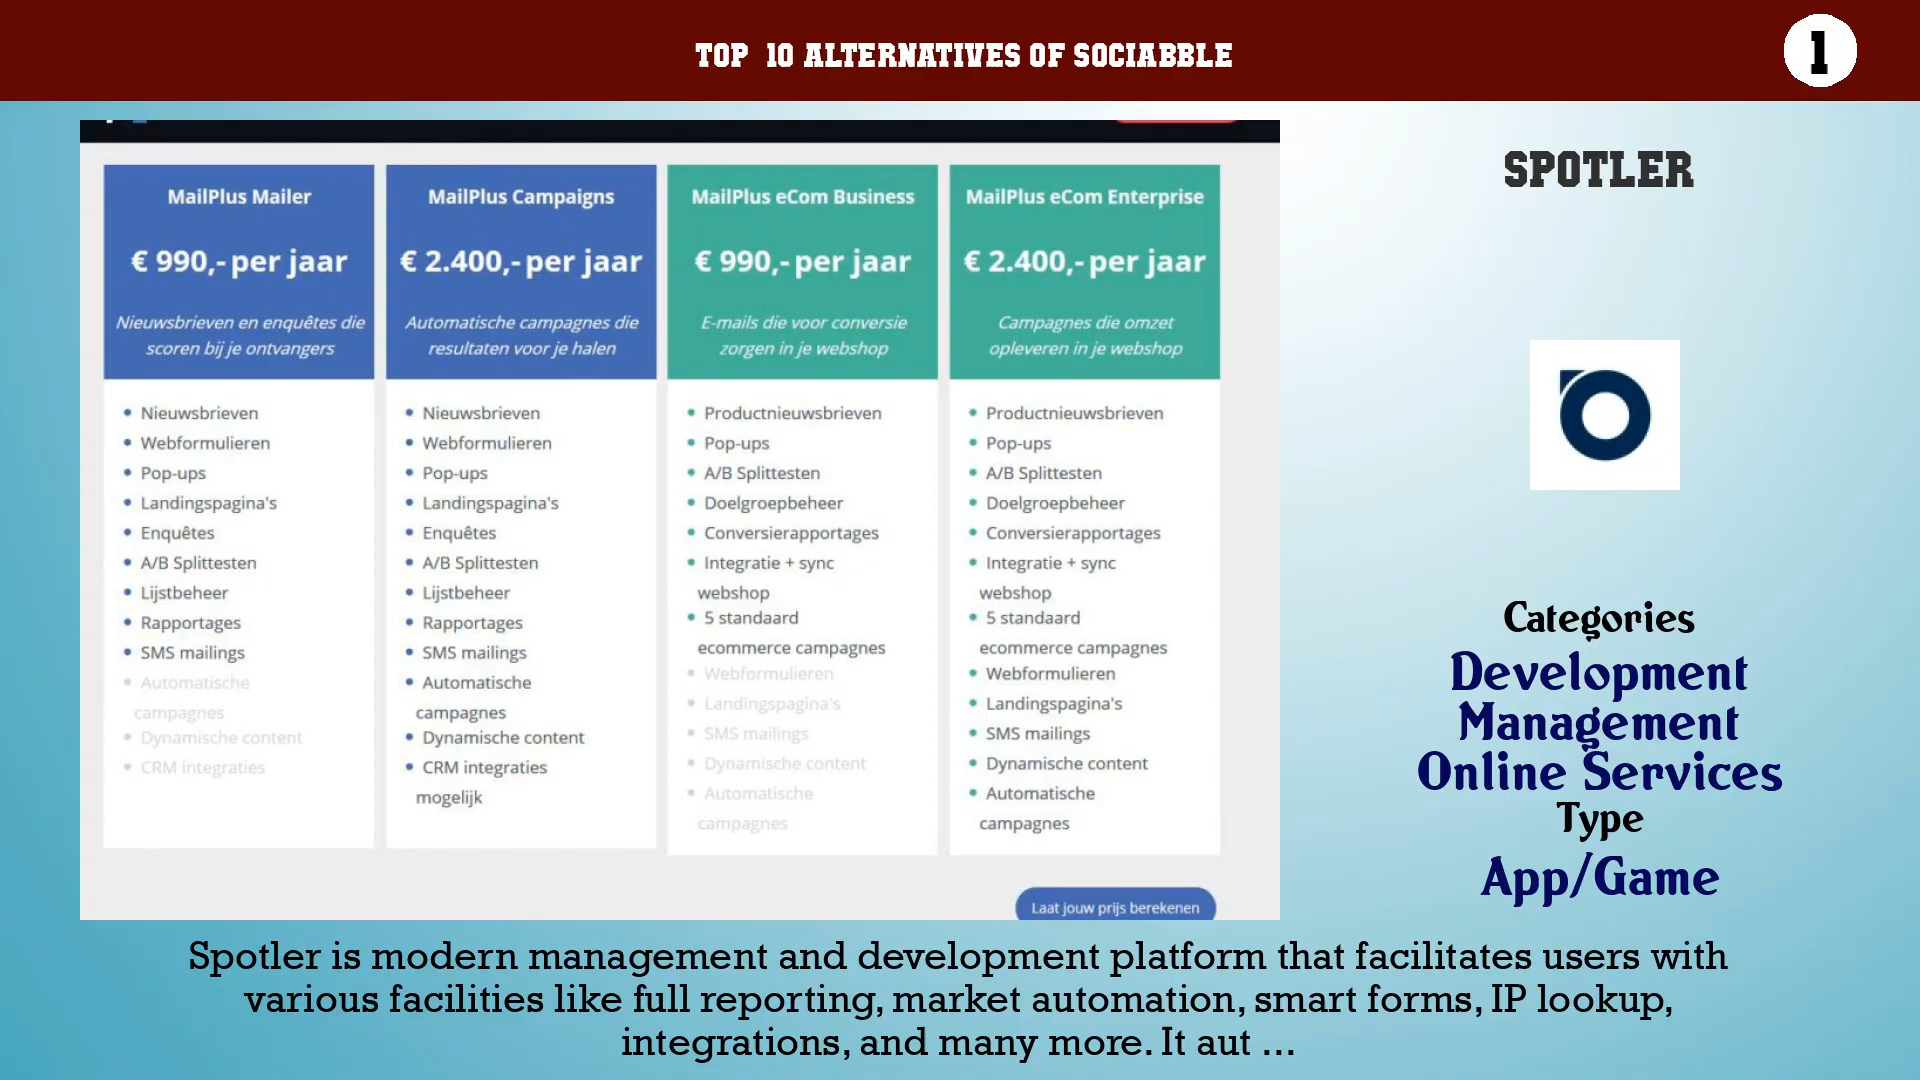 TOP 10 ALTERNATIVES OF SOCIABBLE
1
MailPlus Mailer
€ 990,- per jaar
Nieuwsbrieven en enquêtes die
scoren bij je ontvangers
Nieuwsbrieven
Webformulieren
Pop-ups
Landingspagina's
Enquêtes
A/B Splittesten
Lijstbeheer
Rapportages
SMS mailings
Automatische
campagnes
Dynamische content
CRM integraties
MailPlus Campaigns
€ 2.400,- per jaar
Automatische campagnes die
resultaten voor je halen
Nieuwsbrieven
Webformulieren
Pop-ups
Landingspagina's
Enquêtes
A/B Splittesten
Lijstbeheer
Rapportages
SMS mailings
Automatische
campagnes
Dynamische content
CRM integraties
mogelijk
MailPlus eCom Business
€ 990,- per jaar
E-mails die voor conversie
zorgen in je webshop
Productnieuwsbrieven
Pop-ups
A/B Splittesten
Doelgroepbeheer
Conversierapportages
Integratie + sync
webshop
5 standaard
ecommerce campagnes
Webformulieren
Landingspagina's
SMS mailings
Dynamische content
Automatische
campagnes
MailPlus eCom Enterprise
€ 2.400,- per jaar
Campagnes die omzet
opleveren in je webshop
Productnieuwsbrieven
Pop-ups
A/B Splittesten
Doelgroepbeheer
Conversierapportages
Integratie + sync
webshop
5 standaard
ecommerce campagnes
Webformulieren
Landingspagina's
SMS mailings
Dynamische content
Automatische
campagnes
Laat jouw prijs berekenen
SPOTLER
Categories
Development
Management
Online Services
Type
App/Game
Spotler is modern management and development platform that facilitates users with
various facilities like full reporting, market automation, smart forms, IP lookup,
integrations, and many more. It aut ...